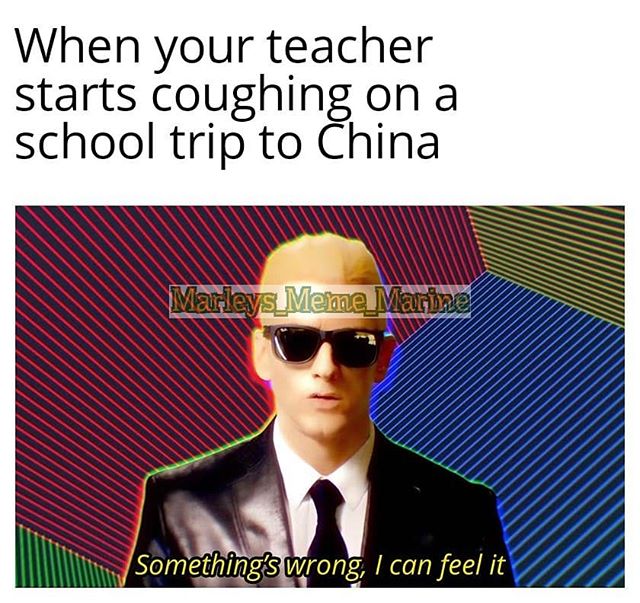 When your teacher
starts coughing on a
school trip to China
Marleys_Meme_Marine
Something's wrong, I can feel it